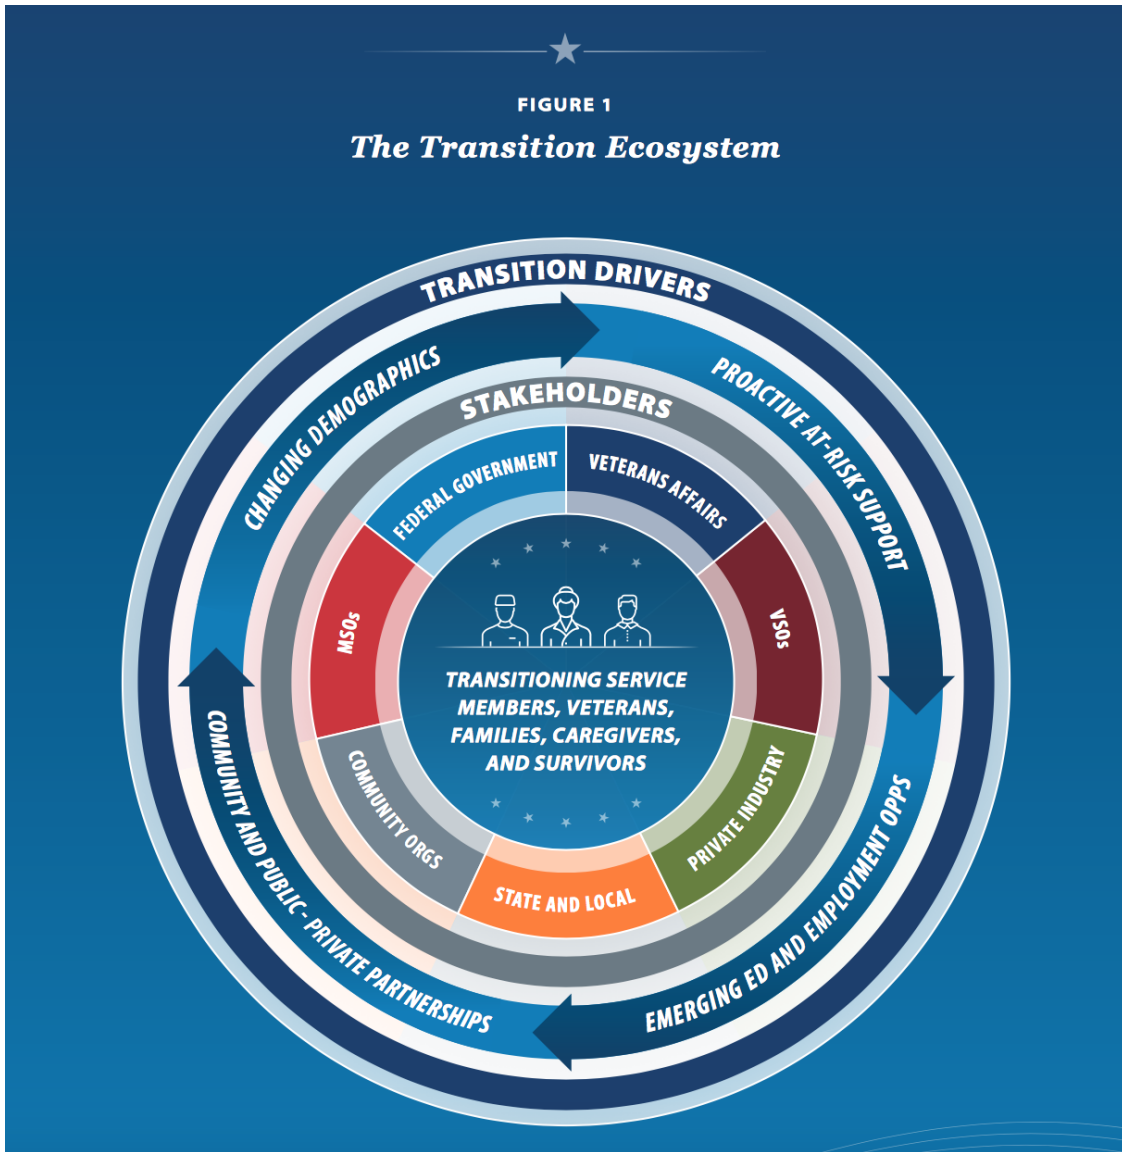 FIGURE 1
The Transition Ecosystem
TRANSITION DRIVERS
CHANGING DEMOGRAPHICS
PROACTIVE AT-RISK SUPPORT
EMERGING ED AND EMPLOYMENT OPPS
COMMUNITY AND PUBLIC- PRIVATE PARTNERSHIPS
STAKEHOLDERS
FEDERAL GOVERNMENT
VETERANS AFFAIRS
VSOs
PRIVATE INDUSTRY
STATE AND LOCAL
COMMUNITY ORGS
MSOs
TRANSITIONING SERVICE
MEMBERS, VETERANS,
FAMILIES, CAREGIVERS,
AND SURVIVORS